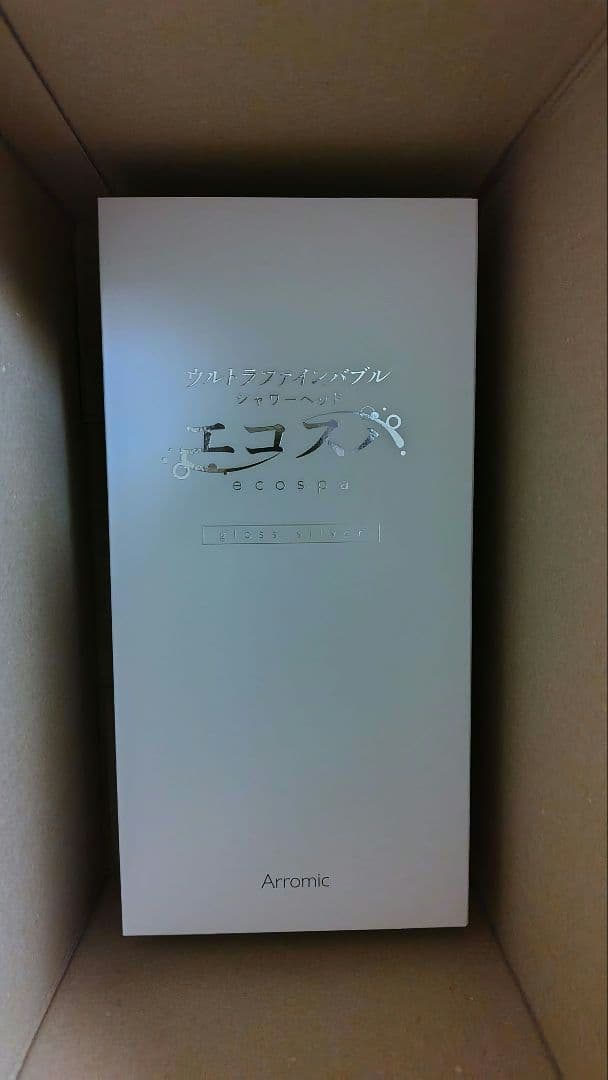 ウルトラファインバブル
シャワーヘッド
エコスパ
ecospa
gloss silver
Arromic